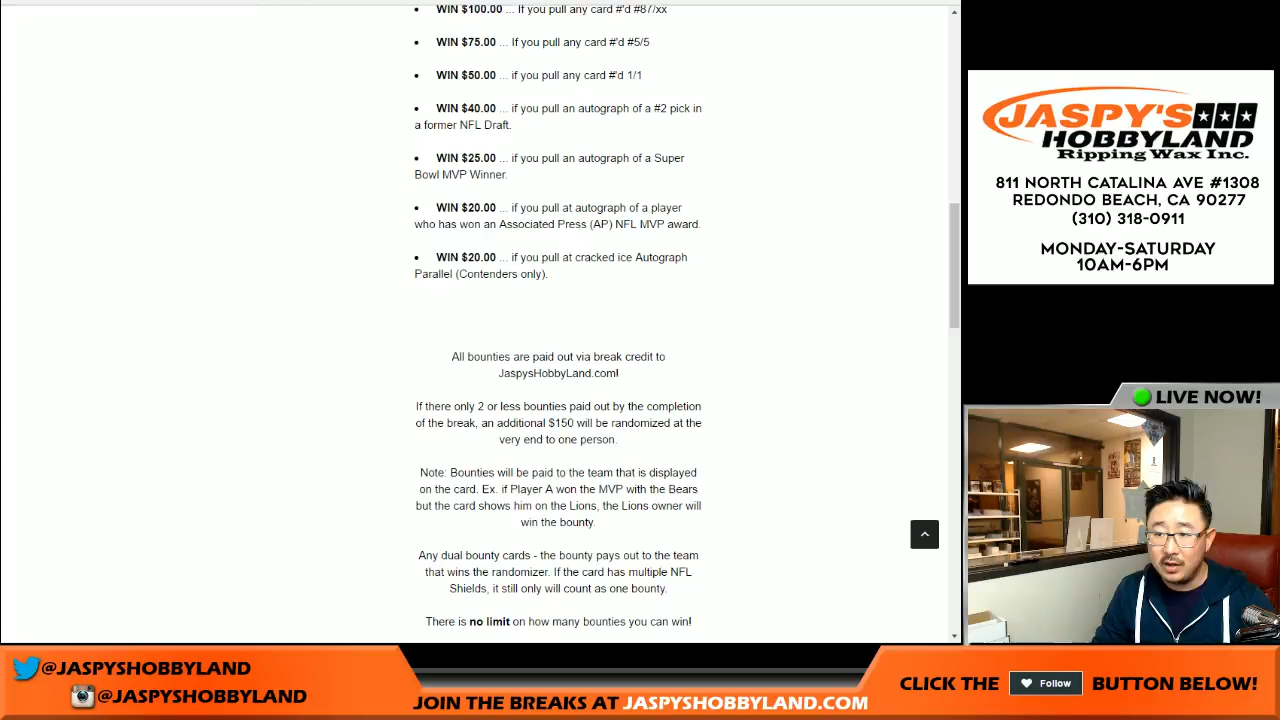 • WIN $100.00 ... If you pull any card #'d #87/xx
• WIN $75.00 ... If you pull any card #'d #5/5
• WIN $50.00 ... if you pull any card #'d 1/1
• WIN $40.00 ... if you pull an autograph of a #2 pick in
a former NFL Draft.
• WIN $25.00 ... if you pull an autograph of a Super
Bowl MVP Winner.
• WIN $20.00 ... if you pull at autograph of a player
who has won an Associated Press (AP) NFL MVP award.
• WIN $20.00 ... if you pull at cracked ice Autograph
Parallel (Contenders only).
All bounties are paid out via break credit to
JaspysHobbyLand.com!
If there only 2 or less bounties paid out by the completion
of the break, an additional $150 will be randomized at the
very end to one person.
Note: Bounties will be paid to the team that is displayed
on the card. Ex. if Player A won the MVP with the Bears
but the card shows him on the Lions, the Lions owner will
win the bounty.
Any dual bounty cards - the bounty pays out to the team
that wins the randomizer. If the card has multiple NFL
Shields, it still only will count as one bounty.
There is no limit on how many bounties you can win!
JASPY'S
HOBBYLAND
Ripping Wax Inc.
811 NORTH CATALINA AVE #1308
REDONDO BEACH, CA 90277
(310) 318-0911
MONDAY-SATURDAY
10AM-6PM
LIVE NOW!
@JASPYSHOBBYLAND
@JASPYSHOBBYLAND
JOIN THE BREAKS AT JASPYSHOBBYLAND.COM
CLICK THE Follow BUTTON BELOW!